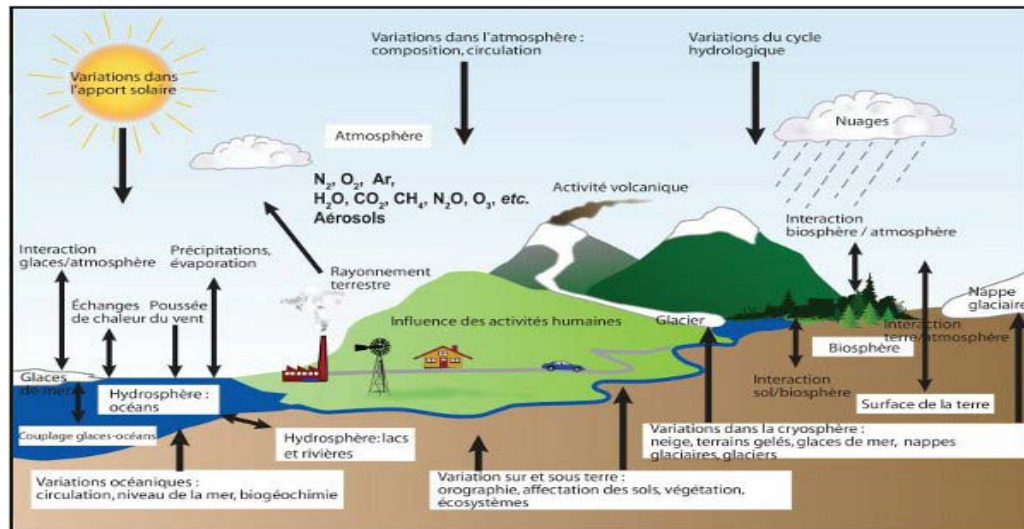 Variations dans
l'apport solaire
Variations dans l'atmosphère :
composition, circulation
Variations du cycle
hydrologique
Nuages
Atmosphère
N₂, O₂, Ar,
H₂O, CO₂, CH₄, N₂O, O₃, etc.
Aérosols
Activité volcanique
Interaction
biosphère / atmosphère
Interaction
glaces/atmosphère
Précipitations,
évaporation
Rayonnement
terrestre
Échanges
de chaleur
Poussée
du vent
Influence des activités humaines
Glacier
Nappe
glaciaire
Interaction
terre/atmosphère
Biosphère
Glaces
de mer
Hydrosphère :
océans
Interaction
sol/biosphère
Surface de la terre
Couplage glaces-océans
Hydrosphère: lacs
et rivières
Variations dans la cryosphère :
neige, terrains gelés, glaces de mer, nappes
glaciaires, glaciers
Variations océaniques :
circulation, niveau de la mer, biogéochimie
Variation sur et sous terre :
orographie, affectation des sols, végétation,
écosystèmes